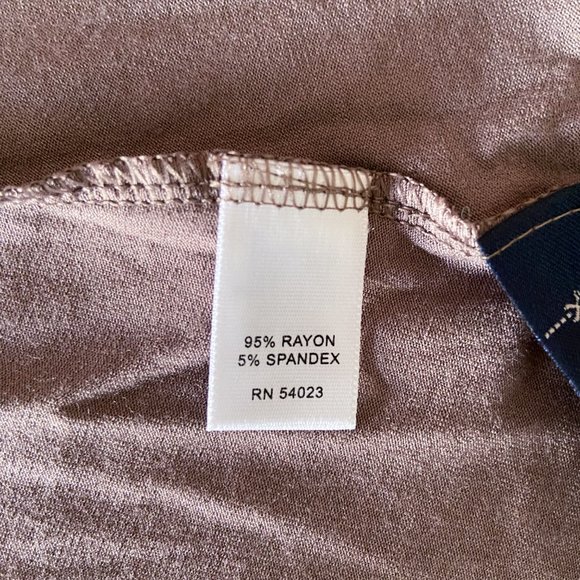 95% RAYON
5% SPANDEX
RN 54023